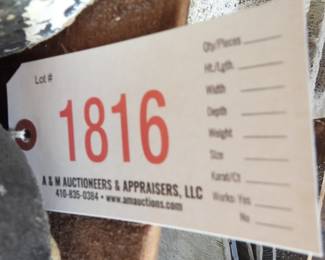 Lot #
1816
A & M AUCTIONEERS & APPRAISERS, LLC
410-835-0384 • www.amauctions.com
Qty/Pieces
Ht./Lgth.
Width
Depth
Weight
Size
Karat/Ct
Works: Yes
No